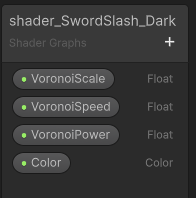 shader_SwordSlash_Dark
Shader Graphs
+
VoronoiScale Float
VoronoiSpeed Float
VoronoiPower Float
Color Color